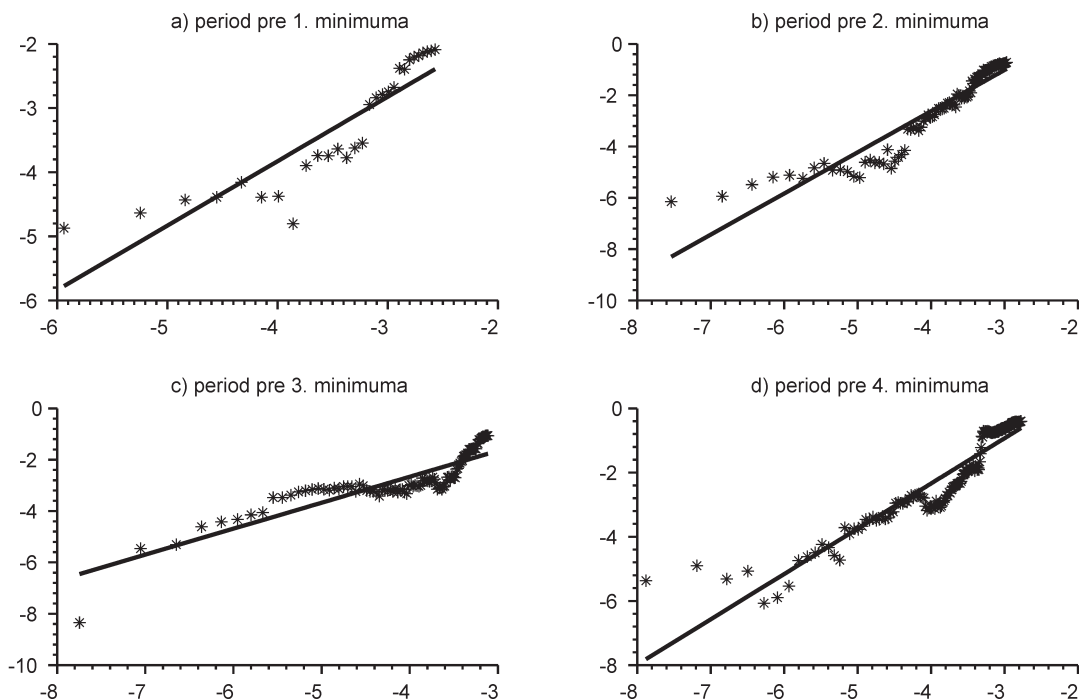 a) period pre 1. minimuma
-2
-3
-4
-5
-6
-6 -5 -4 -3 -2
b) period pre 2. minimuma
0
-2
-4
-6
-8
-10
-8 -7 -6 -5 -4 -3 -2
c) period pre 3. minimuma
0
-2
-4
-6
-8
-10
-8 -7 -6 -5 -4 -3
d) period pre 4. minimuma
0
-2
-4
-6
-8
-8 -7 -6 -5 -4 -3 -2